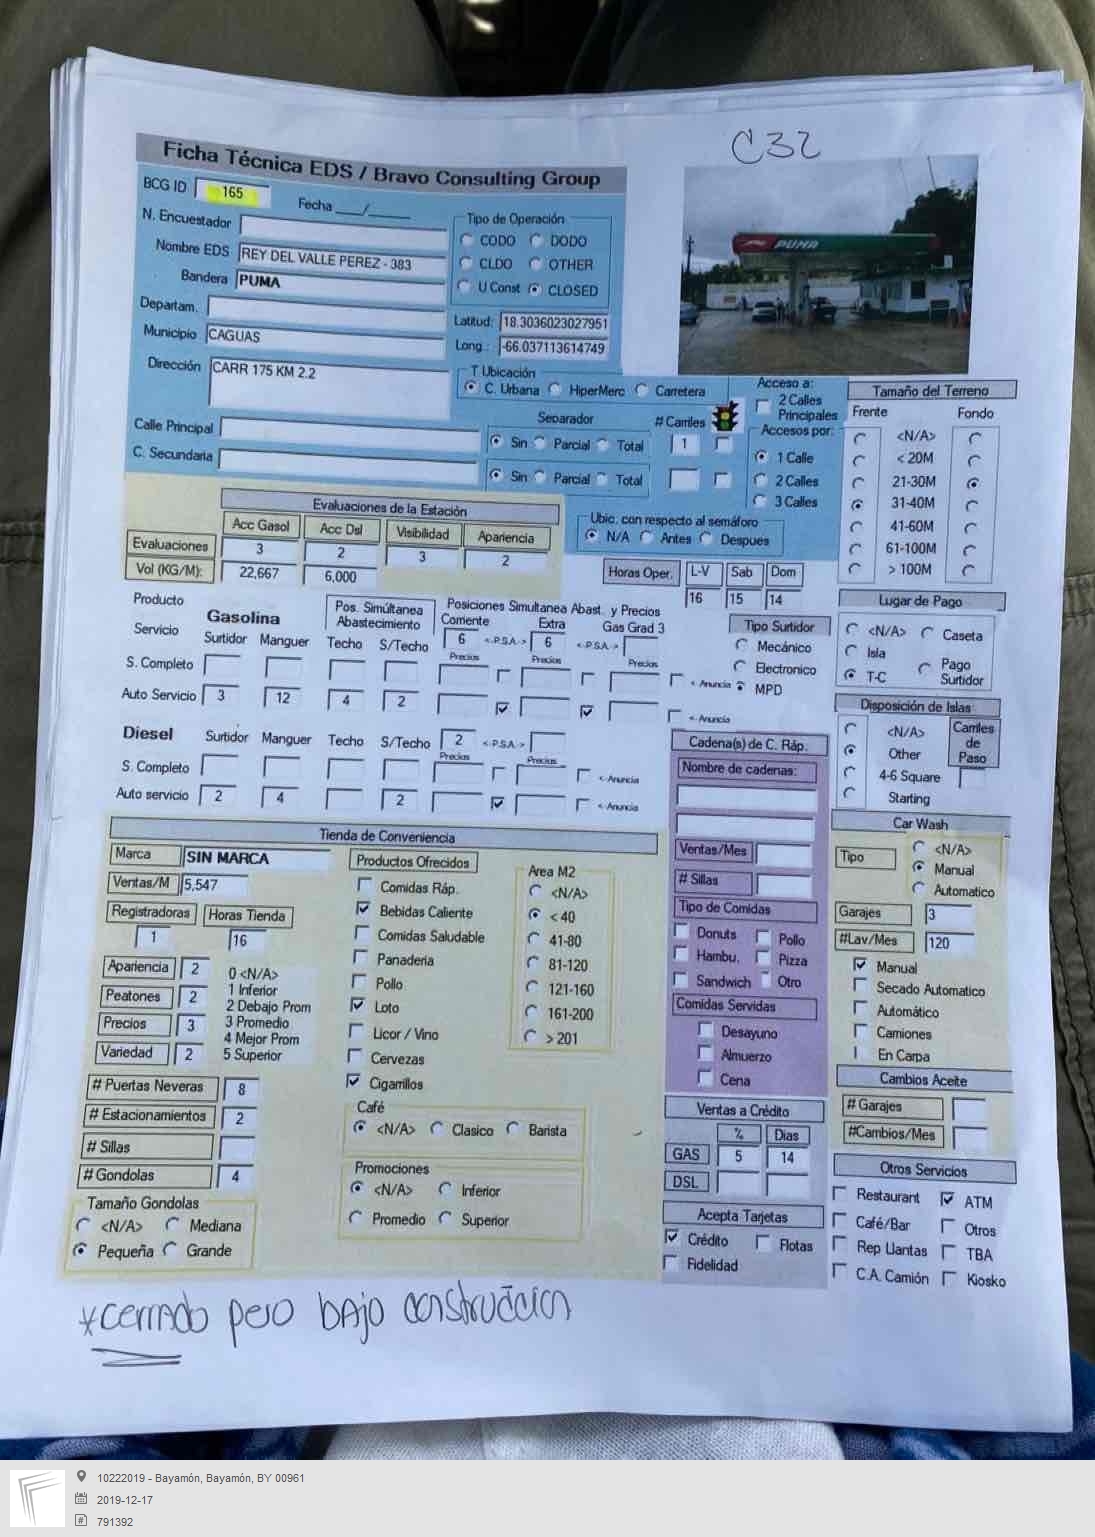 C32
Ficha Técnica EDS / Bravo Consulting Group
BCG ID 165
Fecha ___/_____
N. Encuestador
Nombre EDS REY DEL VALLE PEREZ - 383
Bandera PUMA
Departam.
Municipio CAGUAS
Dirección CARR 175 KM 2.2
Calle Principal
C. Secundaria
Tipo de Operación
CODO DODO
CLDO OTHER
U Const CLOSED
Latitud: 18.3036023027951
Long.: -66.037113614749
T Ubicación
C. Urbana HiperMerc Carretera
Separador # Carriles
Sin Parcial Total 1
Sin Parcial Total
PUMA
Acceso a:
2 Calles Principales
Accesos por:
1 Calle
2 Calles
3 Calles
Ubic. con respecto al semáforo
N/A Antes Despues
Tamaño del Terreno
Frente Fondo
<N/A>
< 20M
21-30M
31-40M
41-60M
61-100M
> 100M
Evaluaciones de la Estación
Acc Gasol Acc Dsl Visibilidad Apariencia
Evaluaciones 3 2 3 2
Vol (KG/M): 22,667 6,000
Horas Oper. L-V Sab Dom
16 15 14
Producto Gasolina
Servicio Surtidor Manguer
Pos. Simúltanea Abastecimiento
Techo S/Techo
Posiciones Simultanea Abast. y Precios
Corriente Extra Gas Grad 3
6 <-P.S.A.-> 6 <-P.S.A.->
Precios Precios Precios
S. Completo <- Anuncia
Auto Servicio 3 12 4 2 <- Anuncia
Tipo Surtidor
Mecánico
Electronico
MPD
Lugar de Pago
<N/A> Caseta
Isla
T-C Pago Surtidor
Diesel Surtidor Manguer Techo S/Techo 2 <-P.S.A.->
Precios Precios
S. Completo <- Anuncia
Auto servicio 2 4 2 <- Anuncia
Disposición de Islas
<N/A>
Other
4-6 Square
Starting
Carriles de Paso
Cadena(s) de C. Ráp.
Nombre de cadenas:
Ventas/Mes
# Sillas
Tipo de Comidas
Donuts Pollo
Hambu. Pizza
Sandwich Otro
Comidas Servidas
Desayuno
Almuerzo
Cena
Car Wash
Tipo <N/A>
Manual
Automatico
Garajes 3
#Lav/Mes 120
Manual
Secado Automatico
Automático
Camiones
En Carpa
Cambios Aceite
# Garajes
#Cambios/Mes
Tienda de Conveniencia
Marca SIN MARCA
Ventas/M 5,547
Registradoras Horas Tienda
1 16
Apariencia 2
Peatones 2
Precios 3
Variedad 2
0 <N/A>
1 Inferior
2 Debajo Prom
3 Promedio
4 Mejor Prom
5 Superior
# Puertas Neveras 8
# Estacionamientos 2
# Sillas
# Gondolas 4
Tamaño Gondolas
<N/A> Mediana
Pequeña Grande
Productos Ofrecidos
Comidas Ráp.
Bebidas Caliente
Comidas Saludable
Panaderia
Pollo
Loto
Licor / Vino
Cervezas
Cigarrillos
Area M2
<N/A>
< 40
41-80
81-120
121-160
161-200
> 201
Café
<N/A> Clasico Barista
Promociones
<N/A> Inferior
Promedio Superior
Ventas a Crédito
% Dias
GAS 5 14
DSL
Acepta Tarjetas
Crédito Flotas
Fidelidad
Otros Servicios
Restaurant ATM
Café/Bar Otros
Rep Llantas TBA
C.A. Camión Kiosko
*cerrado pero bajo construccion
10222019 - Bayamón, Bayamón, BY 00961
2019-12-17
791392